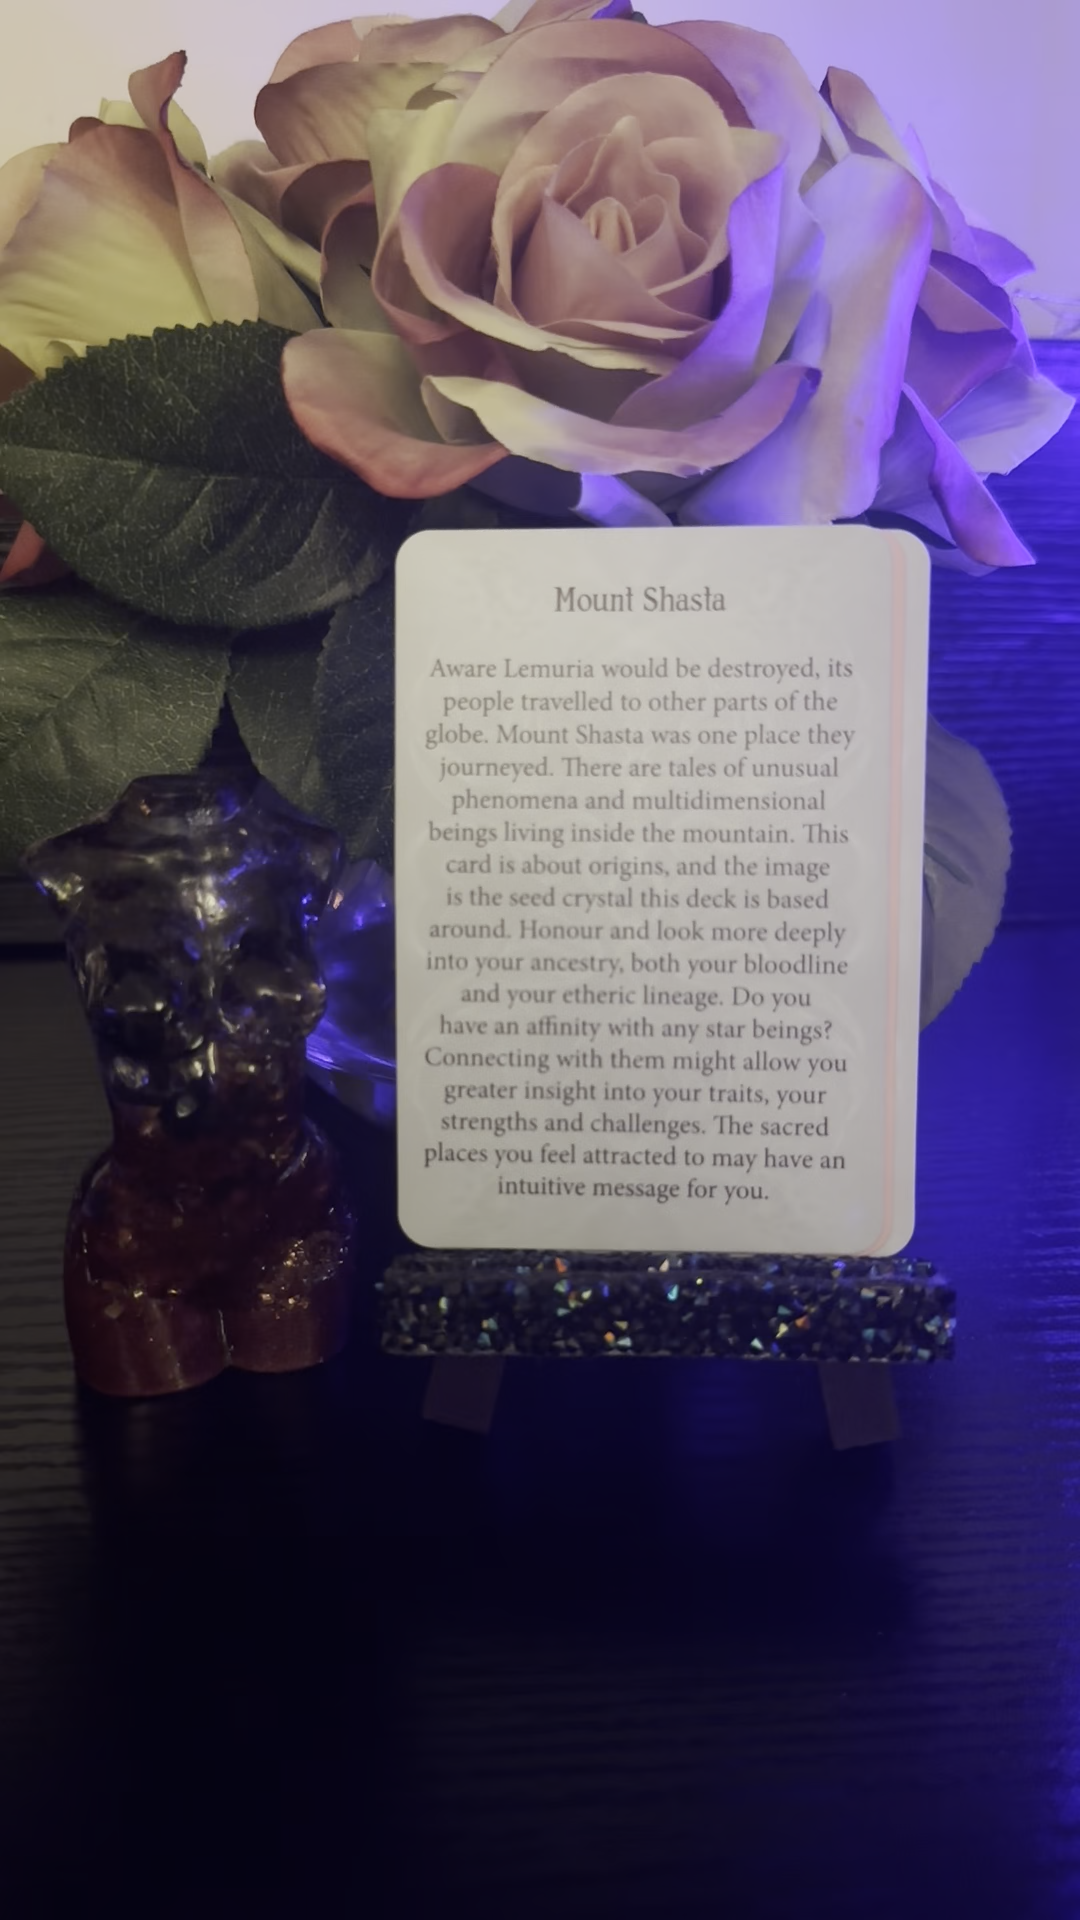 Mount Shasta
Aware Lemuria would be destroyed, its
people travelled to other parts of the
globe. Mount Shasta was one place they
journeyed. There are tales of unusual
phenomena and multidimensional
beings living inside the mountain. This
card is about origins, and the image
is the seed crystal this deck is based
around. Honour and look more deeply
into your ancestry, both your bloodline
and your etheric lineage. Do you
have an affinity with any star beings?
Connecting with them might allow you
greater insight into your traits, your
strengths and challenges. The sacred
places you feel attracted to may have an
intuitive message for you.